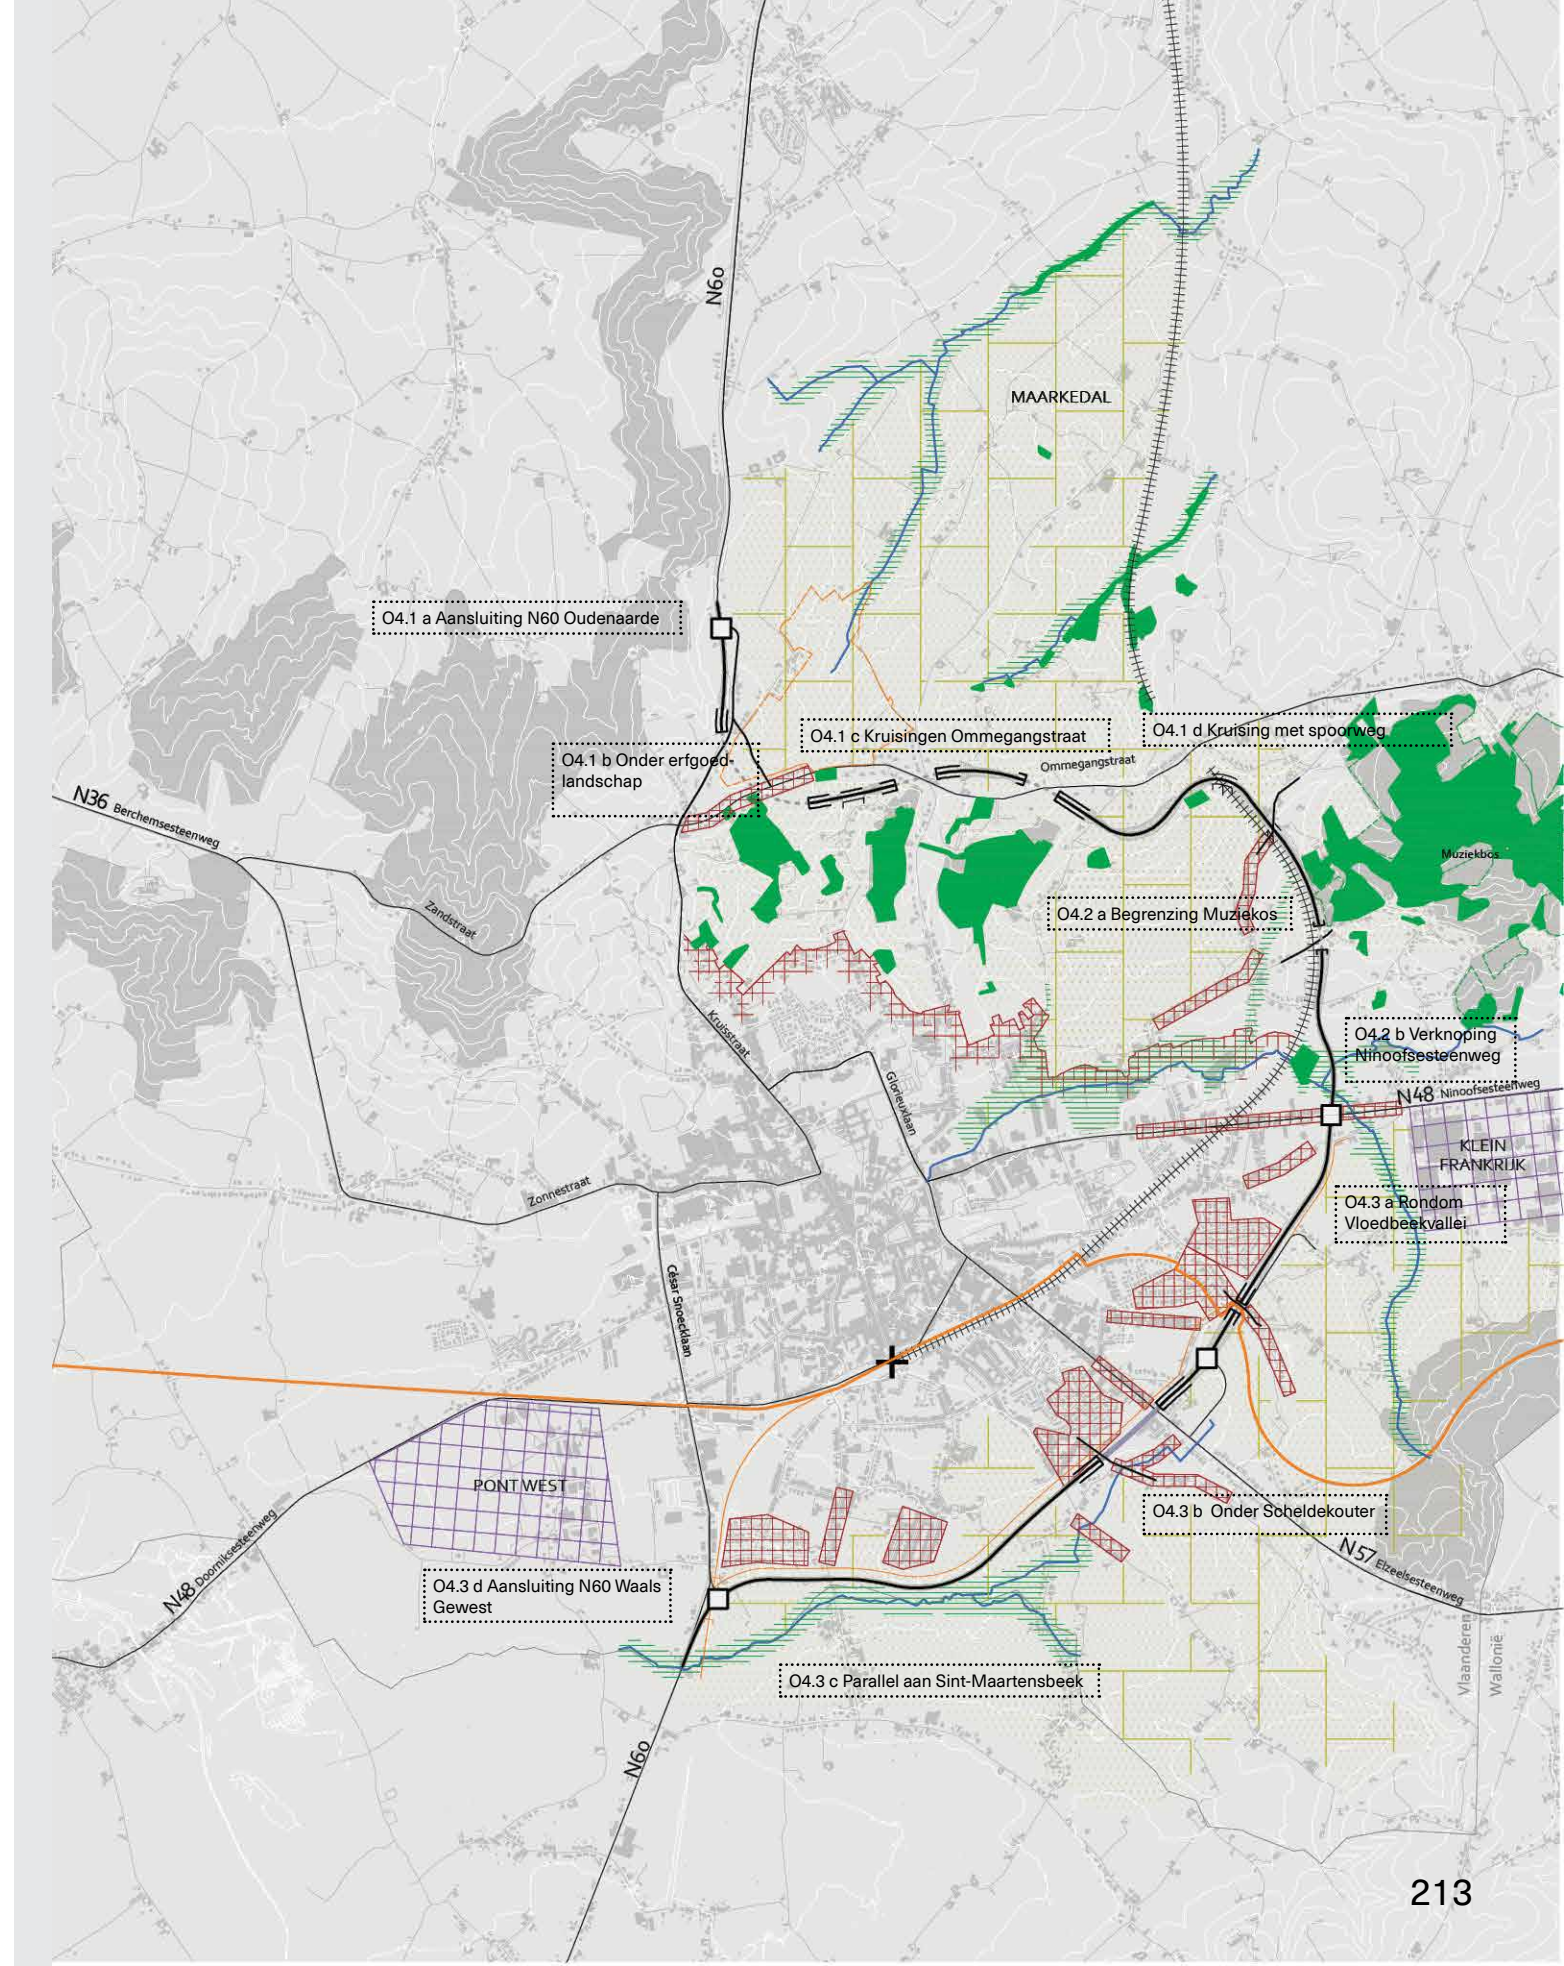 N60
MAARKEDAL
O4.1 a Aansluiting N60 Oudenaarde
O4.1 c Kruisingen Ommegangstraat
O4.1 d Kruising met spoorweg
O4.1 b Onder erfgoed-
landschap
Ommegangstraat
N36 Berchemsesteenweg
Muziekbos
Zandstraat
O4.2 a Begrenzing Muziekos
Kruisstraat
O4.2 b Verknoping
Ninoofsesteenweg
Glorieuxlaan
N48 Ninoofsesteenweg
KLEIN
FRANKRIJK
Zonnestraat
O4.3 a Rondom
Vloedbeekvallei
César Snoecklaan
PONT WEST
O4.3 b Onder Scheldekouter
N48 Doorniksesteenweg
N57 Elzeelsesteenweg
O4.3 d Aansluiting N60 Waals
Gewest
Vlaanderen
Wallonië
O4.3 c Parallel aan Sint-Maartensbeek
N60
213